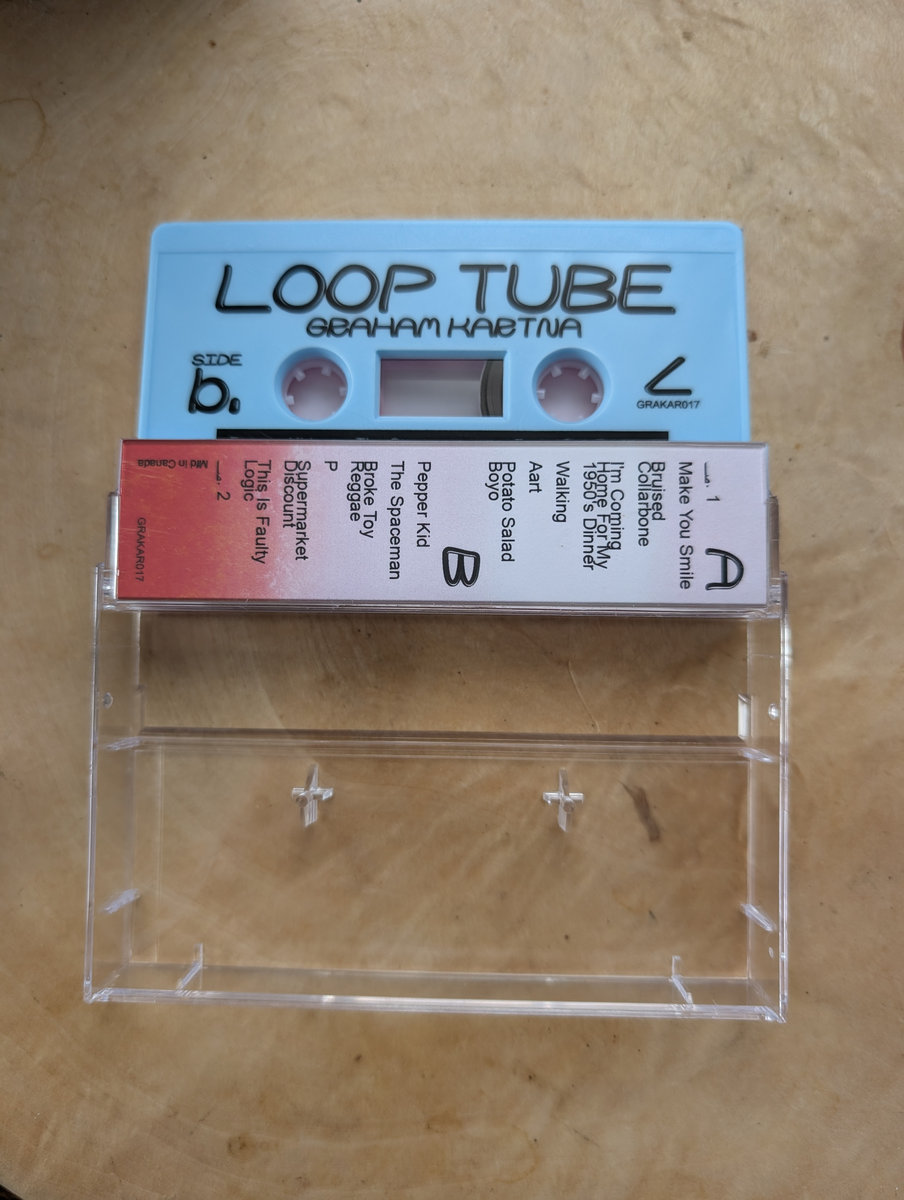 LOOP TUBE
GRAHAM KARTNA
SIDE
b.
GRAKAR017
A
1
Make You Smile
Bruised
Collarbone
I'm Coming
Home For My
1950's Dinner
Walking
Aart
Potato Salad
Boyo
B
Pepper Kid
The Spaceman
Broke Toy
Reggae
P
Supermarket
Discount
This Is Faulty
Logic
2
Mfd in Canada
GRAKAR017